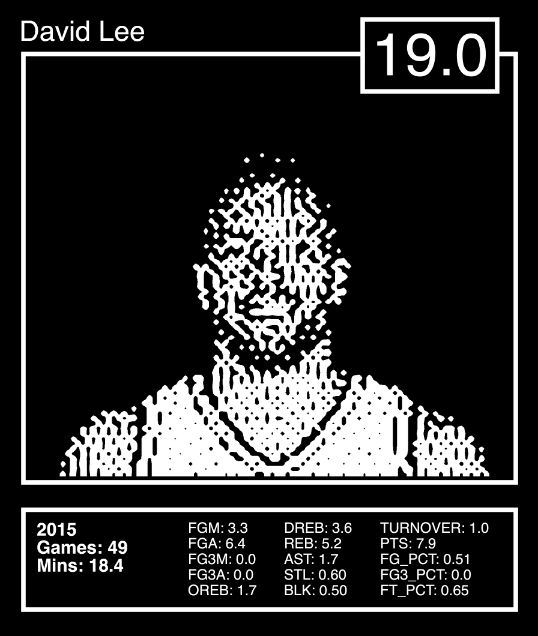 David Lee
19.0
2015
Games: 49
Mins: 18.4
FGM: 3.3
FGA: 6.4
FG3M: 0.0
FG3A: 0.0
OREB: 1.7
DREB: 3.6
REB: 5.2
AST: 1.7
STL: 0.60
BLK: 0.50
TURNOVER: 1.0
PTS: 7.9
FG_PCT: 0.51
FG3_PCT: 0.0
FT_PCT: 0.65